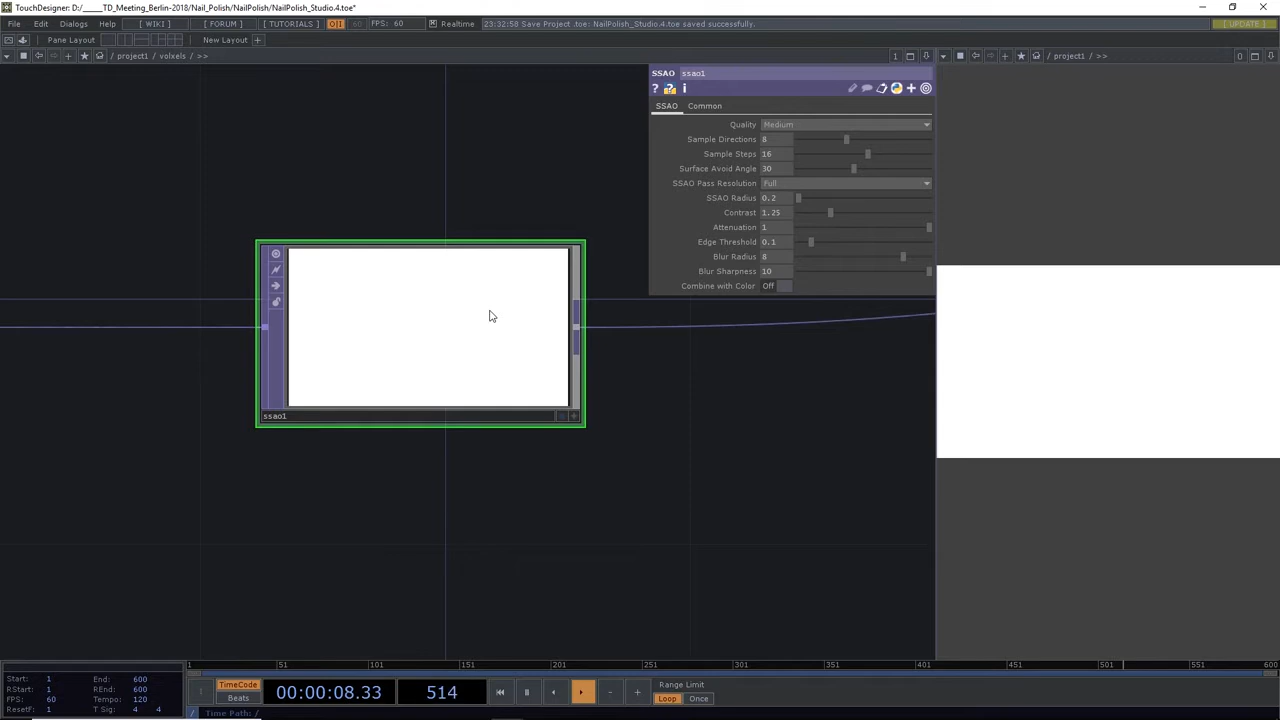 TouchDesigner: D:/_____TD_Meeting_Berlin-2018/Nail_Polish/NailPolish/NailPolish_Studio.4.toe*
File Edit Dialogs Help [ WIKI ] [ FORUM ] [ TUTORIALS ] O|I 60 FPS: 60 Realtime 23:32:58 Save Project .toe: NailPolish_Studio.4.toe saved successfully. [ UPDATE ]
Pane Layout New Layout +
/ project1 / volxels / >> 1
/ project1 / >> 0
SSAO ssao1
? ? i
SSAO Common
Quality Medium
Sample Directions 8
Sample Steps 16
Surface Avoid Angle 30
SSAO Pass Resolution Full
SSAO Radius 0.2
Contrast 1.25
Attenuation 1
Edge Threshold 0.1
Blur Radius 8
Blur Sharpness 10
Combine with Color Off
ssao1
1 51 101 151 201 251 301 351 401 451 501 551 600
Start: 1 End: 600
RStart: 1 REnd: 600
FPS: 60 Tempo: 120
ResetF: 1 T Sig: 4 4
TimeCode
Beats
00:00:08.33 514
Range Limit
Loop Once
/ Time Path: /